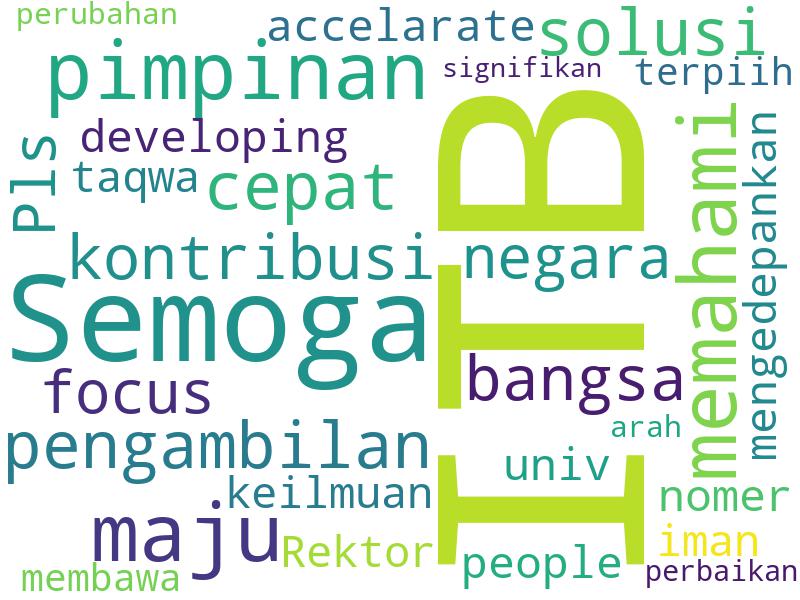 perubahan
accelarate
solusi
pimpinan
signifikan
terpiih
developing
Pls
taqwa
cepat
ITB
memahami
mengedepankan
kontribusi
negara
Semoga
bangsa
focus
arah
pengambilan
univ
keilmuan
nomer
maju
Rektor
iman
people
perbaikan
membawa